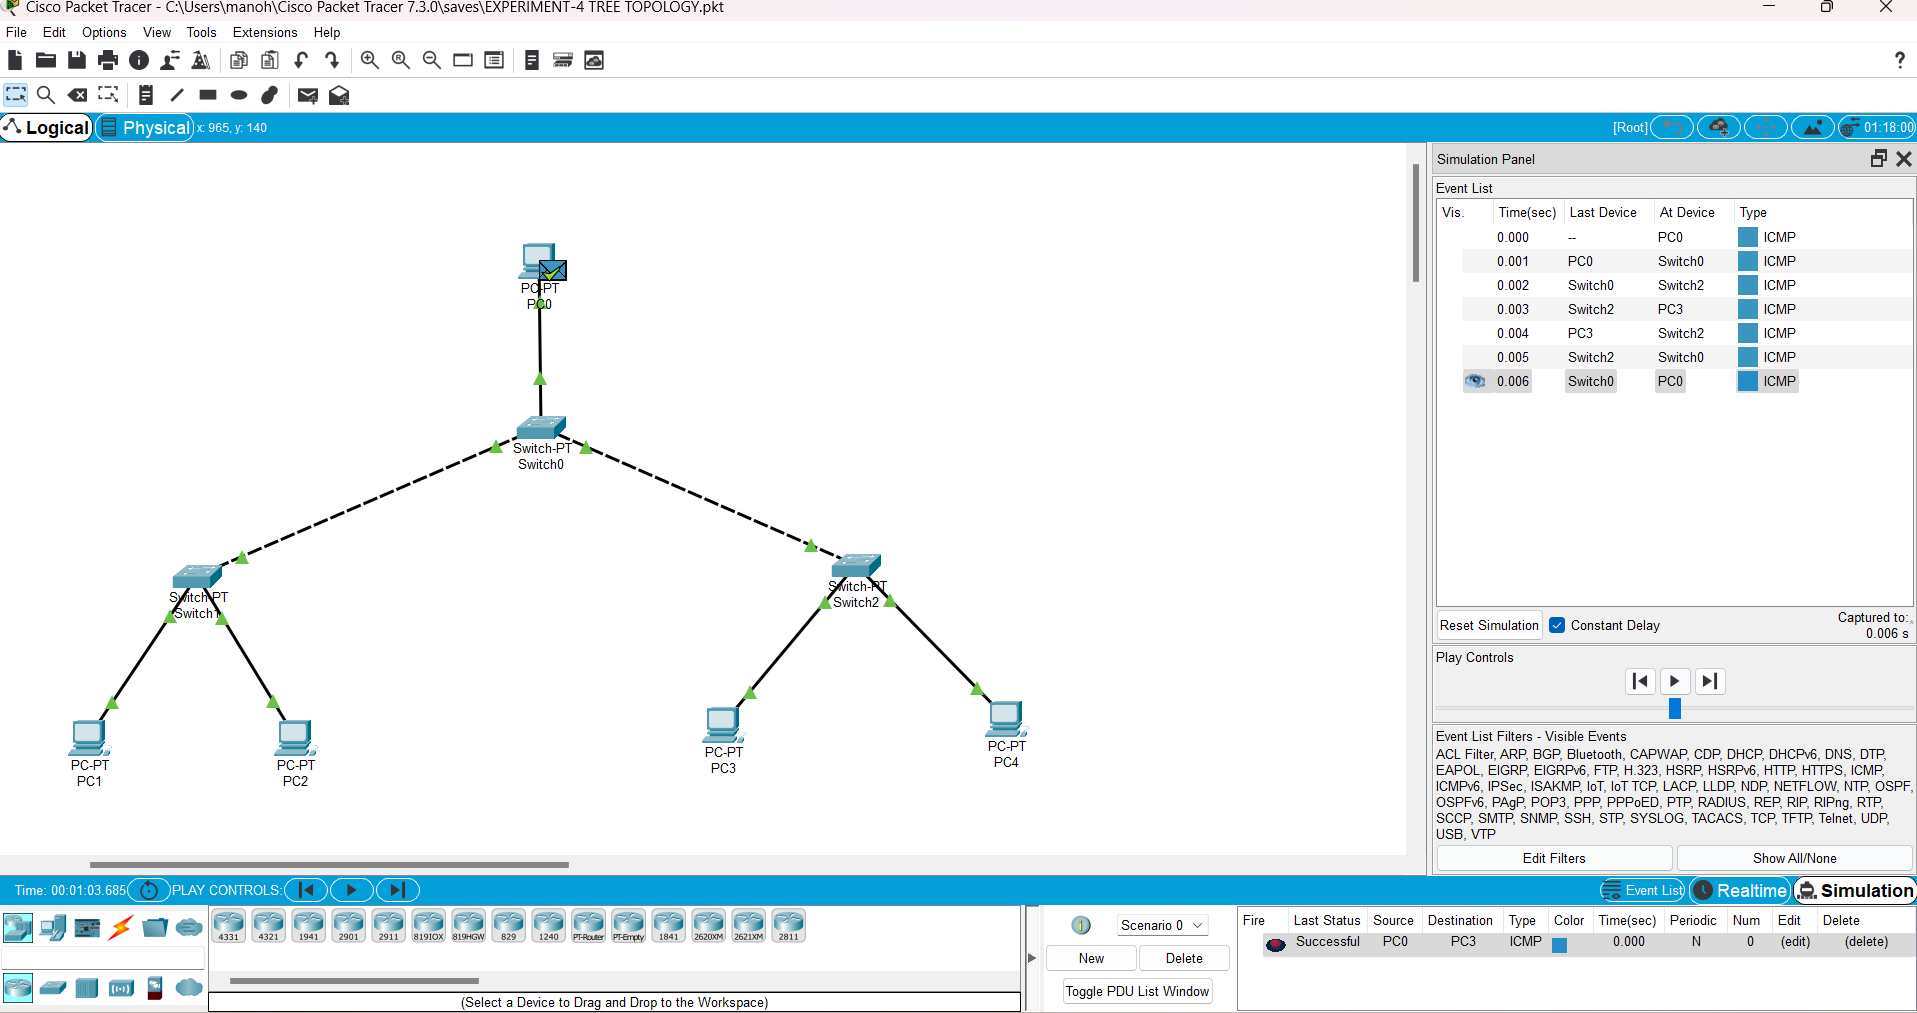 Cisco Packet Tracer - C:\Users\manoh\Cisco Packet Tracer 7.3.0\saves\EXPERIMENT-4 TREE TOPOLOGY.pkt
File Edit Options View Tools Extensions Help
?
Logical Physical x: 965, y: 140 [Root] 01:18:00
Simulation Panel
Event List
Vis. Time(sec) Last Device At Device Type
0.000 -- PC0 ICMP
0.001 PC0 Switch0 ICMP
0.002 Switch0 Switch2 ICMP
0.003 Switch2 PC3 ICMP
0.004 PC3 Switch2 ICMP
0.005 Switch2 Switch0 ICMP
0.006 Switch0 PC0 ICMP
PC-PT
PC0
Switch-PT
Switch0
Switch-PT
Switch1
Switch-PT
Switch2
PC-PT
PC1
PC-PT
PC2
PC-PT
PC3
PC-PT
PC4
Reset Simulation Constant Delay Captured to:
0.006 s
Play Controls
Event List Filters - Visible Events
ACL Filter, ARP, BGP, Bluetooth, CAPWAP, CDP, DHCP, DHCPv6, DNS, DTP,
EAPOL, EIGRP, EIGRPv6, FTP, H.323, HSRP, HSRPv6, HTTP, HTTPS, ICMP,
ICMPv6, IPSec, ISAKMP, IoT, IoT TCP, LACP, LLDP, NDP, NETFLOW, NTP, OSPF,
OSPFv6, PAgP, POP3, PPP, PPPoED, PTP, RADIUS, REP, RIP, RIPng, RTP,
SCCP, SMTP, SNMP, SSH, STP, SYSLOG, TACACS, TCP, TFTP, Telnet, UDP,
USB, VTP
Edit Filters Show All/None
Time: 00:01:03.685 PLAY CONTROLS: Event List Realtime Simulation
4331 4321 1941 2901 2911 819IOX 819HGW 829 1240 PT-Router PT-Empty 1841 2620XM 2621XM 2811
(Select a Device to Drag and Drop to the Workspace)
Scenario 0
New Delete
Toggle PDU List Window
Fire Last Status Source Destination Type Color Time(sec) Periodic Num Edit Delete
Successful PC0 PC3 ICMP 0.000 N 0 (edit) (delete)